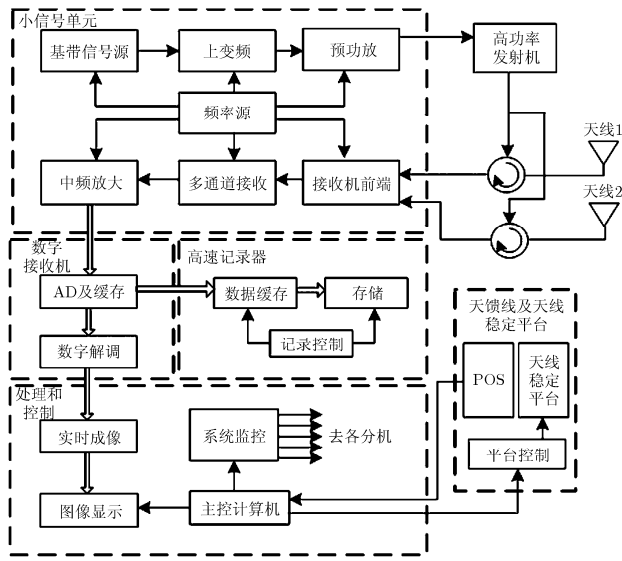 小信号单元
基带信号源
上变频
预功放
高功率
发射机
频率源
天线1
中频放大
多通道接收
接收机前端
天线2
数字
接收机
高速记录器
AD及缓存
数据缓存
存储
天馈线及天线
稳定平台
数字解调
记录控制
POS
天线
稳定
平台
处理和
控制
实时成像
系统监控
去各分机
平台控制
图像显示
主控计算机